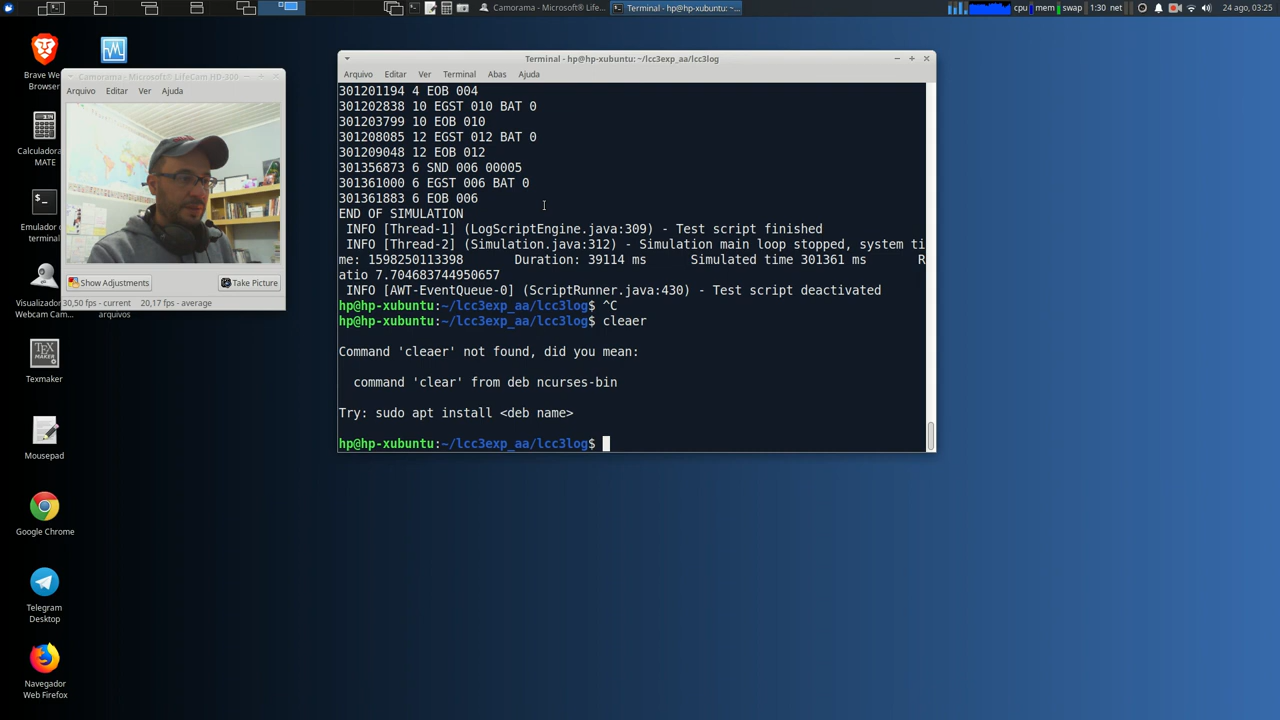 Camorama - Microsoft® Life...
Terminal - hp@hp-xubuntu: ~...
cpu
mem
swap
1:30 net
24 ago, 03:25
Brave We
Browser
Calculadora
MATE
Emulador d
terminal
Visualizado
Webcam Cam...
arquivos
Texmaker
Mousepad
Google Chrome
Telegram
Desktop
Navegador
Web Firefox
Camorama - Microsoft® LifeCam HD-300
Arquivo Editar Ver Ajuda
Show Adjustments
Take Picture
30,50 fps - current 20,17 fps - average
Terminal - hp@hp-xubuntu: ~/lcc3exp_aa/lcc3log
Arquivo Editar Ver Terminal Abas Ajuda
301201194 4 EOB 004
301202838 10 EGST 010 BAT 0
301203799 10 EOB 010
301208085 12 EGST 012 BAT 0
301209048 12 EOB 012
301356873 6 SND 006 00005
301361000 6 EGST 006 BAT 0
301361883 6 EOB 006
END OF SIMULATION
INFO [Thread-1] (LogScriptEngine.java:309) - Test script finished
INFO [Thread-2] (Simulation.java:312) - Simulation main loop stopped, system ti
me: 1598250113398 Duration: 39114 ms Simulated time 301361 ms R
atio 7.704683744950657
INFO [AWT-EventQueue-0] (ScriptRunner.java:430) - Test script deactivated
hp@hp-xubuntu:~/lcc3exp_aa/lcc3log$ ^C
hp@hp-xubuntu:~/lcc3exp_aa/lcc3log$ cleaer
Command 'cleaer' not found, did you mean:
command 'clear' from deb ncurses-bin
Try: sudo apt install <deb name>
hp@hp-xubuntu:~/lcc3exp_aa/lcc3log$